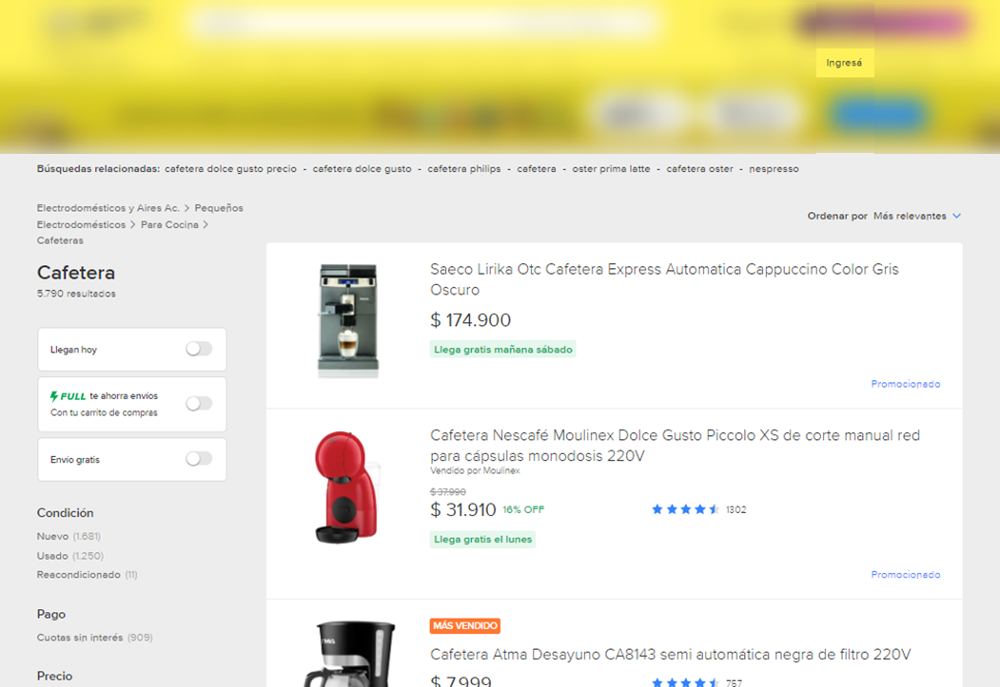 Ingresá
Búsquedas relacionadas: cafetera dolce gusto precio - cafetera dolce gusto - cafetera philips - cafetera - oster prima latte - cafetera oster - nespresso
Electrodomésticos y Aires Ac. > Pequeños
Electrodomésticos > Para Cocina >
Cafeteras
Ordenar por Más relevantes
Cafetera
5.790 resultados
Llegan hoy
FULL te ahorra envíos
Con tu carrito de compras
Envío gratis
Condición
Nuevo (1.681)
Usado (1.250)
Reacondicionado (11)
Pago
Cuotas sin interés (909)
Precio
Saeco Lirika Otc Cafetera Express Automatica Cappuccino Color Gris
Oscuro
$ 174.900
Llega gratis mañana sábado
Promocionado
Cafetera Nescafé Moulinex Dolce Gusto Piccolo XS de corte manual red
para cápsulas monodosis 220V
Vendido por Moulinex
$ 37.990
$ 31.910 16% OFF
1302
Llega gratis el lunes
Promocionado
MÁS VENDIDO
Cafetera Atma Desayuno CA8143 semi automática negra de filtro 220V
$ 7.999
757